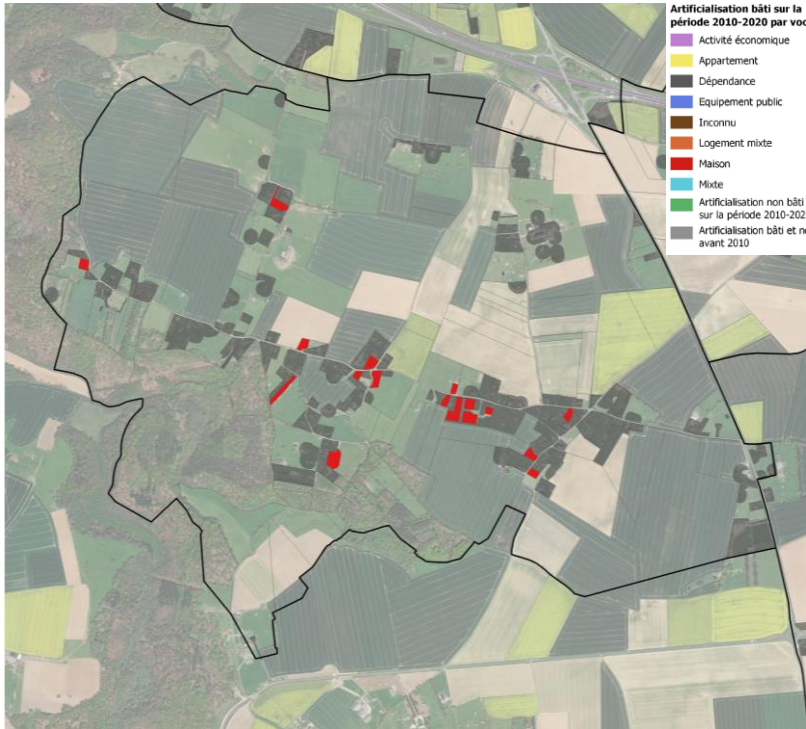 Artificialisation bâti sur la
période 2010-2020 par voc
Activité économique
Appartement
Dépendance
Equipement public
Inconnu
Logement mixte
Maison
Mixte
Artificialisation non bâti
sur la période 2010-202
Artificialisation bâti et no
avant 2010